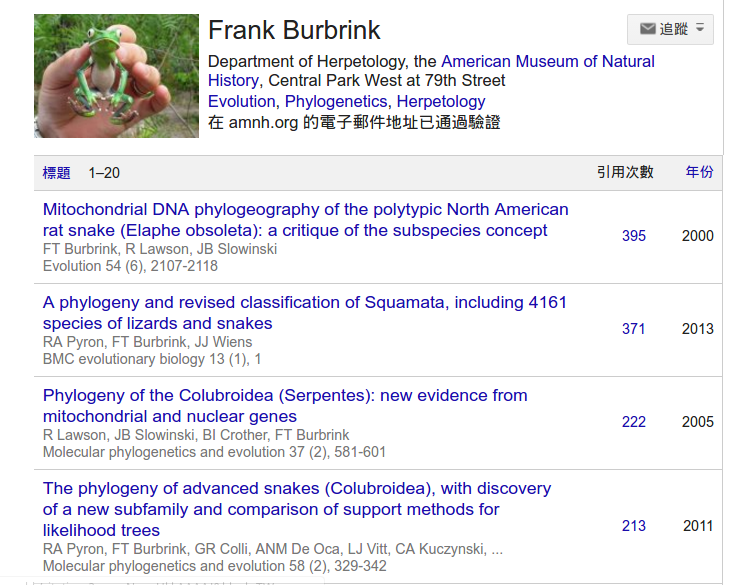 Frank Burbrink
追蹤
Department of Herpetology, the American Museum of Natural
History, Central Park West at 79th Street
Evolution, Phylogenetics, Herpetology
在 amnh.org 的電子郵件地址已通過驗證
標題 1–20 引用次數 年份
Mitochondrial DNA phylogeography of the polytypic North American
rat snake (Elaphe obsoleta): a critique of the subspecies concept
395 2000
FT Burbrink, R Lawson, JB Slowinski
Evolution 54 (6), 2107-2118
A phylogeny and revised classification of Squamata, including 4161
species of lizards and snakes
371 2013
RA Pyron, FT Burbrink, JJ Wiens
BMC evolutionary biology 13 (1), 1
Phylogeny of the Colubroidea (Serpentes): new evidence from
mitochondrial and nuclear genes
222 2005
R Lawson, JB Slowinski, BI Crother, FT Burbrink
Molecular phylogenetics and evolution 37 (2), 581-601
The phylogeny of advanced snakes (Colubroidea), with discovery
of a new subfamily and comparison of support methods for
likelihood trees
213 2011
RA Pyron, FT Burbrink, GR Colli, ANM De Oca, LJ Vitt, CA Kuczynski, ...
Molecular phylogenetics and evolution 58 (2), 329-342